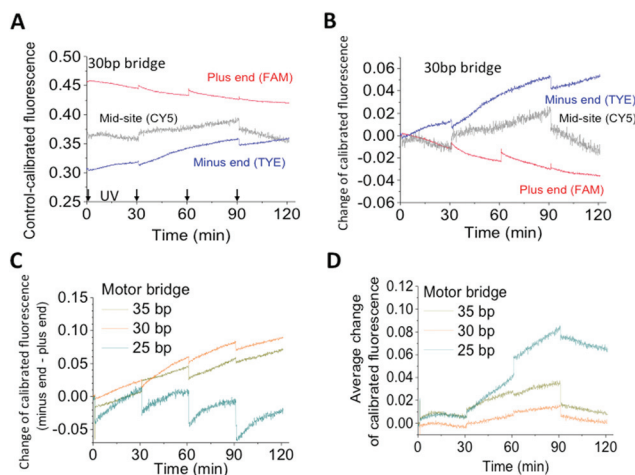 A
30bp bridge
Plus end (FAM)
Mid-site (CY5)
Minus end (TYE)
UV
Control-calibrated fluorescence
0.50
0.45
0.40
0.35
0.30
0.25
0 30 60 90 120
Time (min)
B
30bp bridge
Minus end (TYE)
Mid-site (CY5)
Plus end (FAM)
Change of calibrated fluorescence
0.06
0.04
0.02
0.00
-0.02
-0.04
-0.06
0 30 60 90 120
Time (min)
C
Motor bridge
35 bp
30 bp
25 bp
Change of calibrated fluorescence
(minus end - plus end)
0.15
0.10
0.05
0.00
-0.05
0 30 60 90 120
Time (min)
D
Motor bridge
35 bp
30 bp
25 bp
Average change
of calibrated fluorescence
0.12
0.10
0.08
0.06
0.04
0.02
0.00
0 30 60 90 120
Time (min)